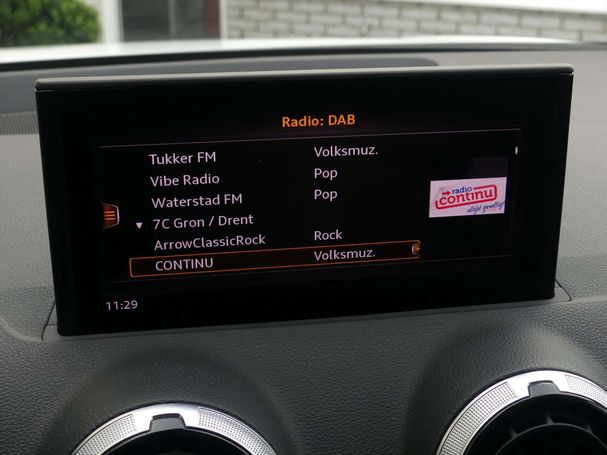 Radio: DAB
Tukker FM Volksmuz.
Vibe Radio Pop
Waterstad FM Pop
7C Gron / Drent
ArrowClassicRock Rock
CONTINU Volksmuz.
radio
continu
altijd gezellig!
11:29